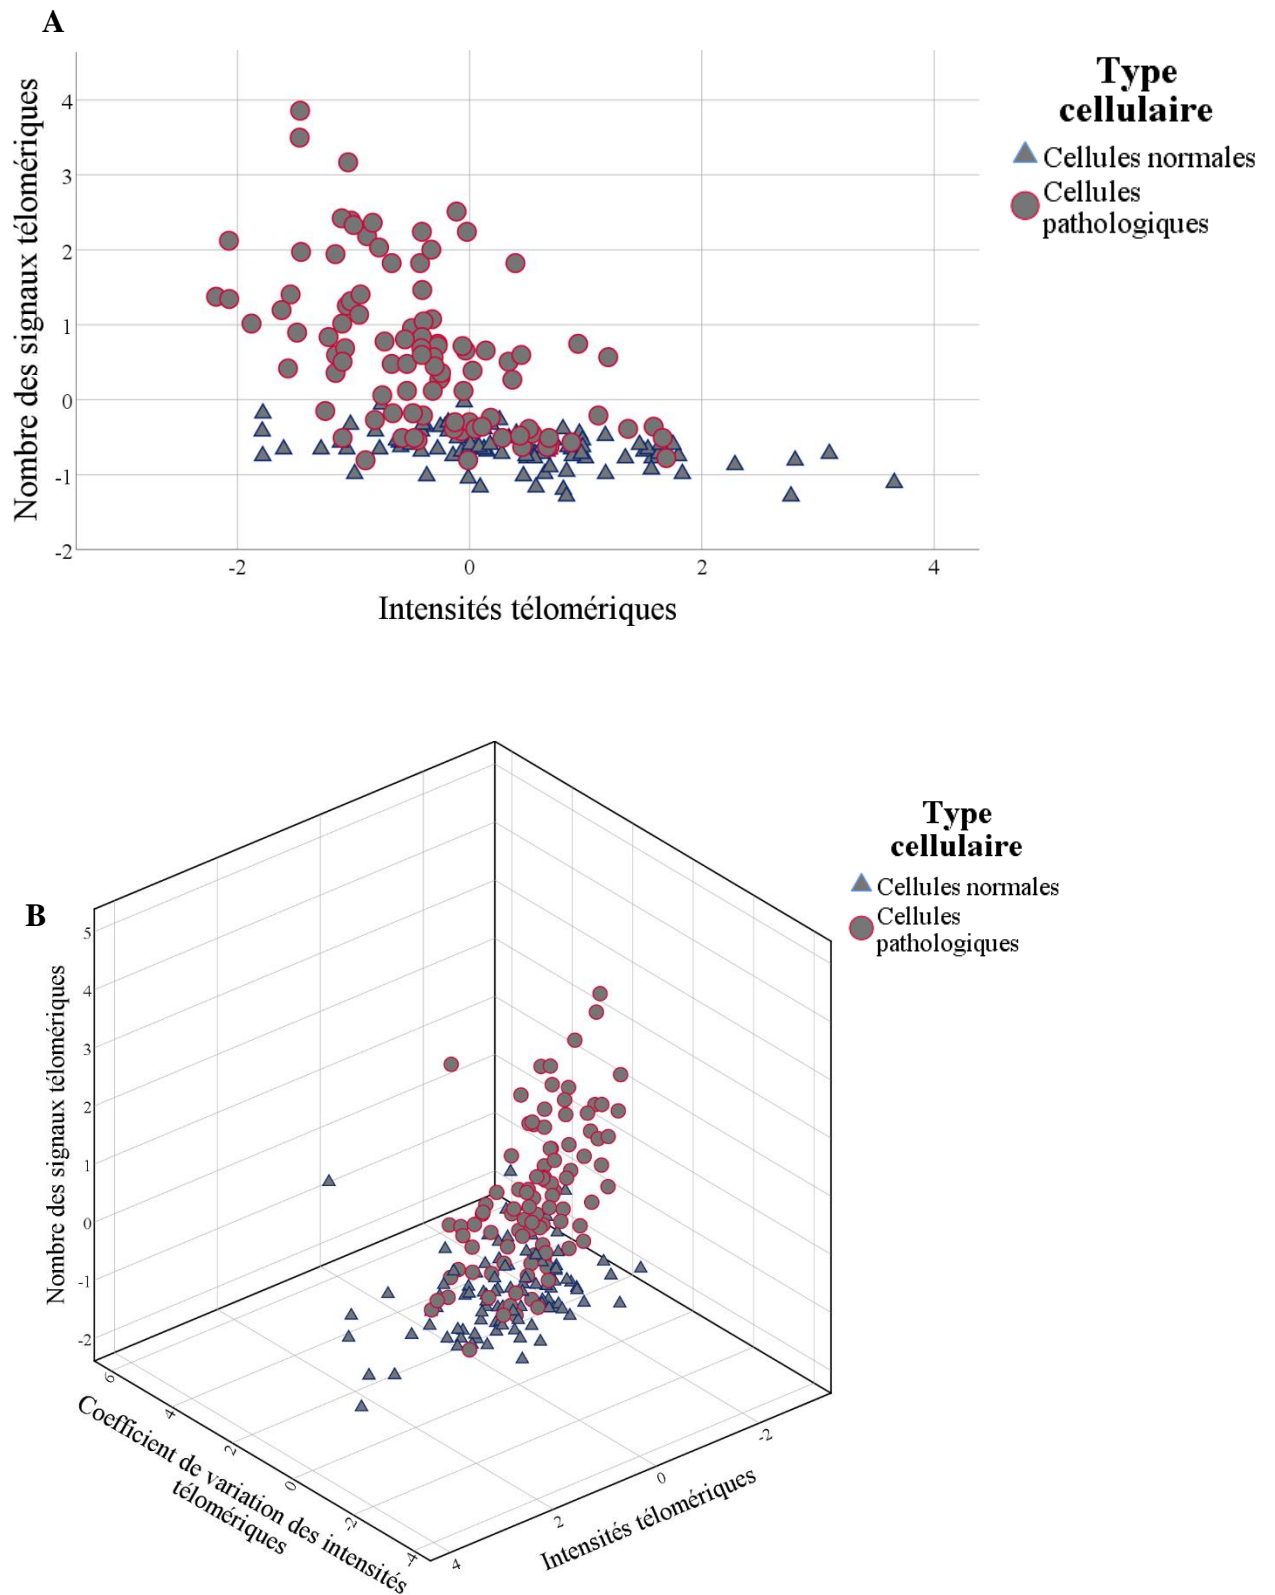 A
Type
cellulaire
Cellules normales
Cellules
pathologiques
Nombre des signaux télomériques
4
3
2
1
0
-1
-2
-2
0
2
4
Intensités télomériques
B
Type
cellulaire
Cellules normales
Cellules
pathologiques
Nombre des signaux télomériques
5
4
3
2
1
0
-1
-2
6
4
2
0
-2
-4
Coefficient de variation des intensités
télomériques
4
2
0
-2
Intensités télomériques